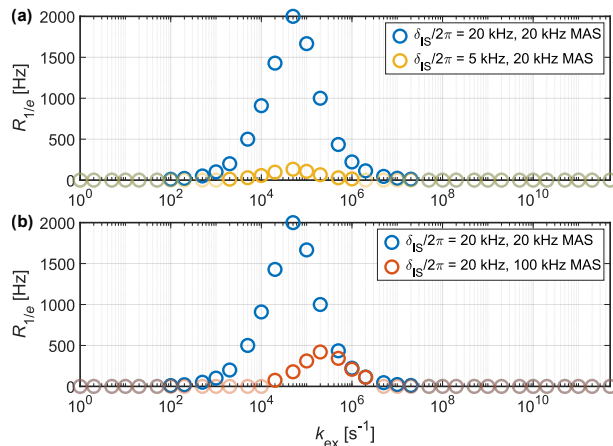 (a)
2000
1500
1000
500
0
R1/e [Hz]
δIS/2π = 20 kHz, 20 kHz MAS
δIS/2π = 5 kHz, 20 kHz MAS
10^0 10^2 10^4 10^6 10^8 10^10
(b)
2000
1500
1000
500
0
R1/e [Hz]
δIS/2π = 20 kHz, 20 kHz MAS
δIS/2π = 20 kHz, 100 kHz MAS
10^0 10^2 10^4 10^6 10^8 10^10
kex [s^-1]